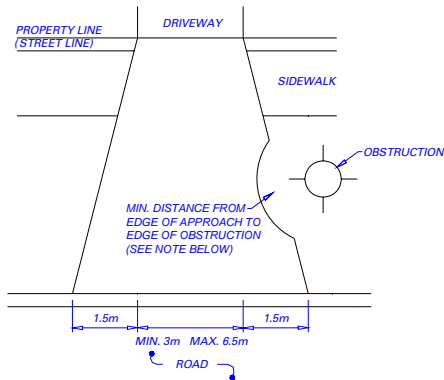 DRIVEWAY
PROPERTY LINE
(STREET LINE)
SIDEWALK
OBSTRUCTION
MIN. DISTANCE FROM
EDGE OF APPROACH TO
EDGE OF OBSTRUCTION
(SEE NOTE BELOW)
1.5m
1.5m
MIN. 3m MAX. 6.5m
ROAD